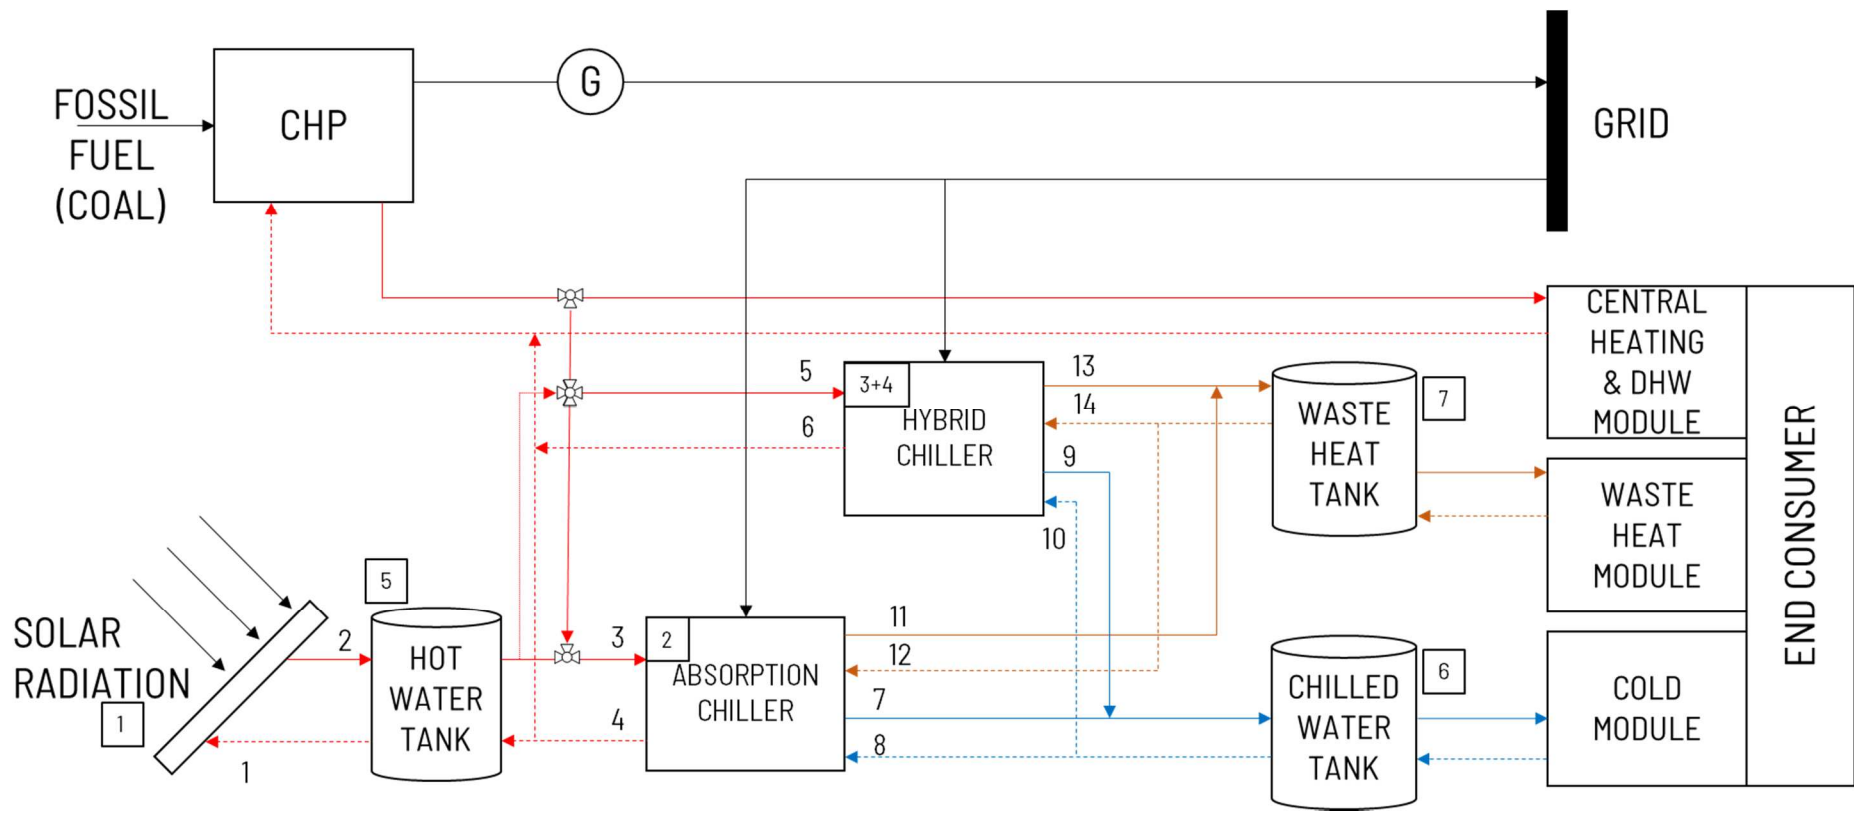 FOSSIL
FUEL
(COAL)
CHP
G
GRID
CENTRAL
HEATING
& DHW
MODULE
5
3+4
HYBRID
CHILLER
6
13
14
9
10
WASTE
HEAT
TANK
7
WASTE
HEAT
MODULE
END CONSUMER
SOLAR
RADIATION
1
2
1
5
HOT
WATER
TANK
3
4
2
ABSORPTION
CHILLER
11
12
7
8
CHILLED
WATER
TANK
6
COLD
MODULE